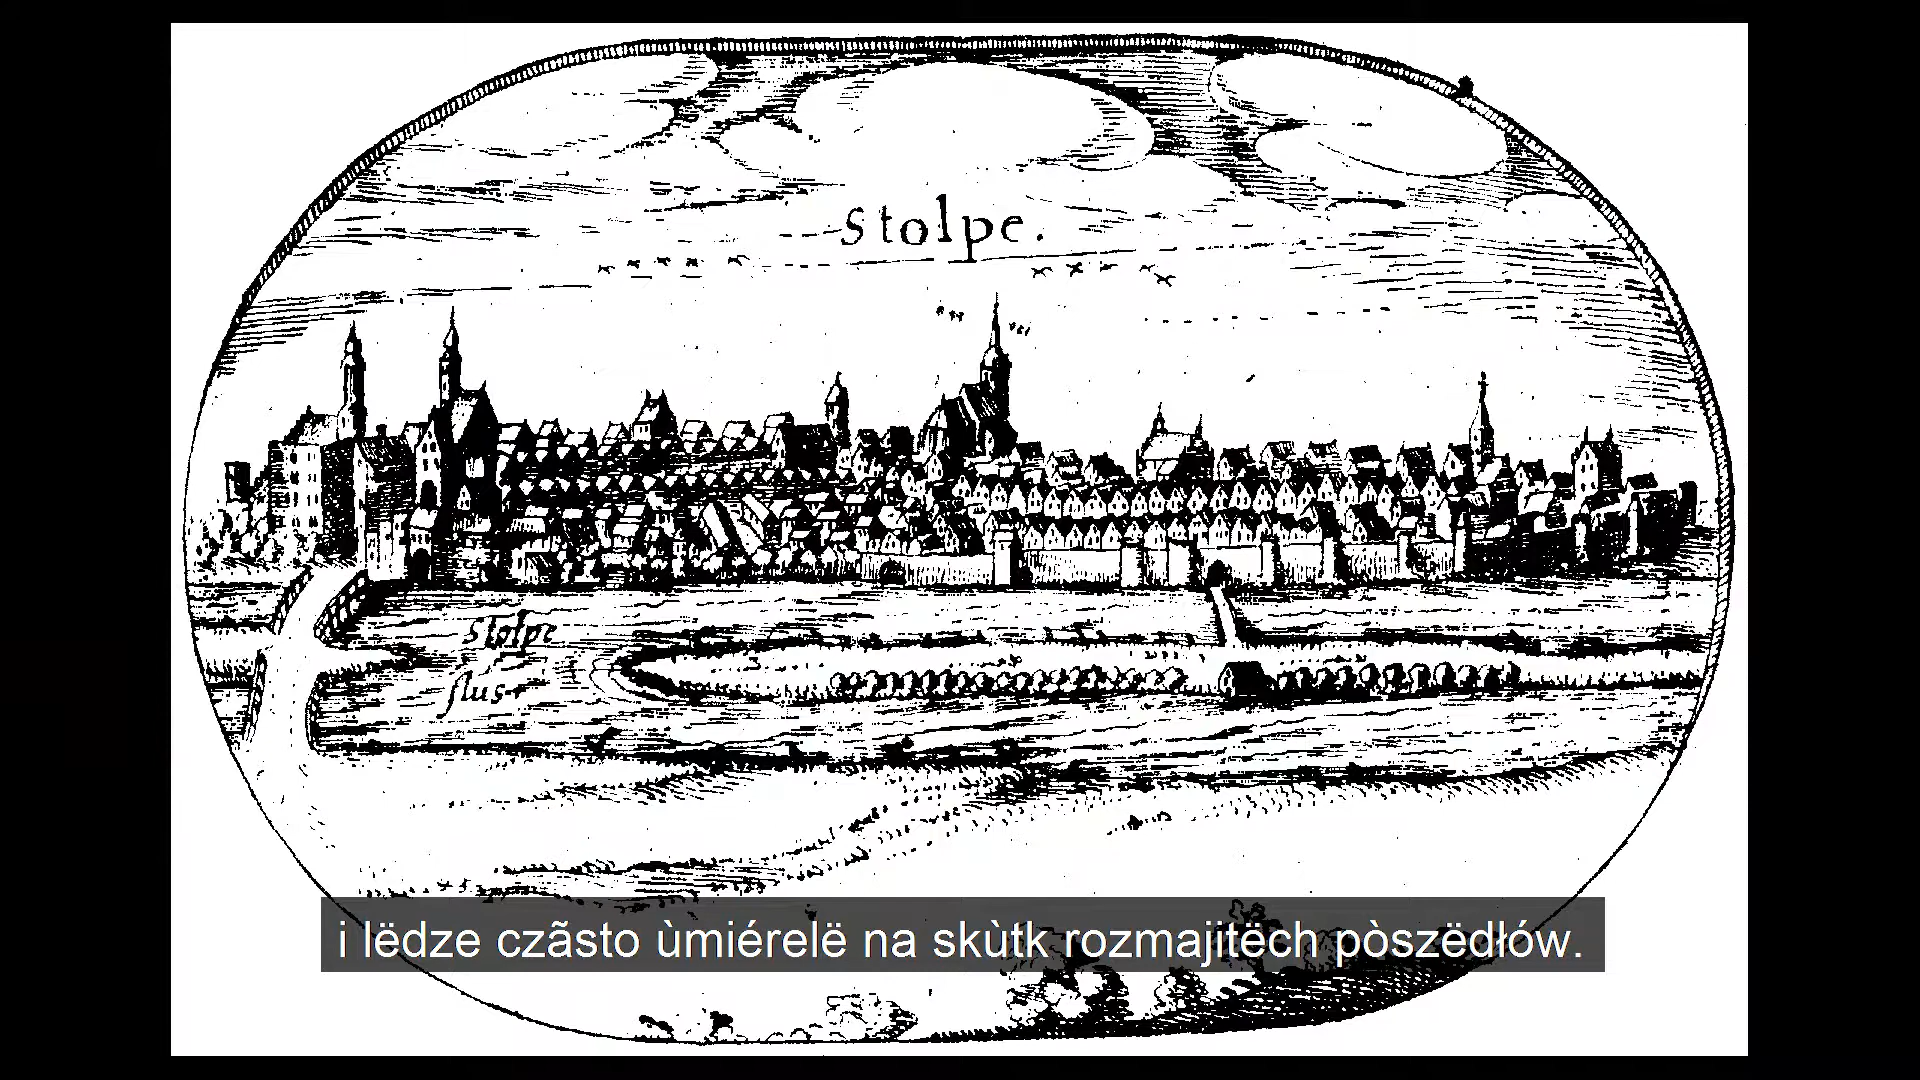 Stolpe.
Stolpe
flus
i lëdze czãsto ùmiérelë na skùtk rozmajitëch pòszëdłów.